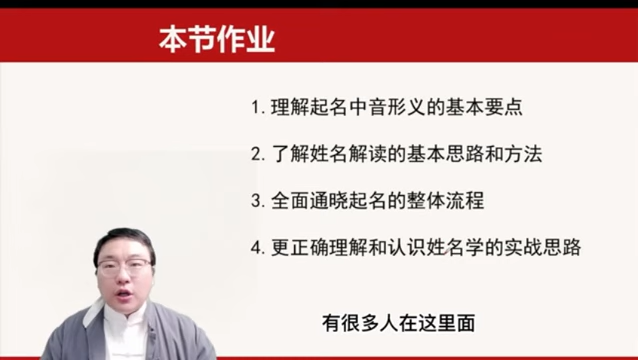 本节作业
1.理解起名中音形义的基本要点
2.了解姓名解读的基本思路和方法
3.全面通晓起名的整体流程
4.更正确理解和认识姓名学的实战思路
有很多人在这里面